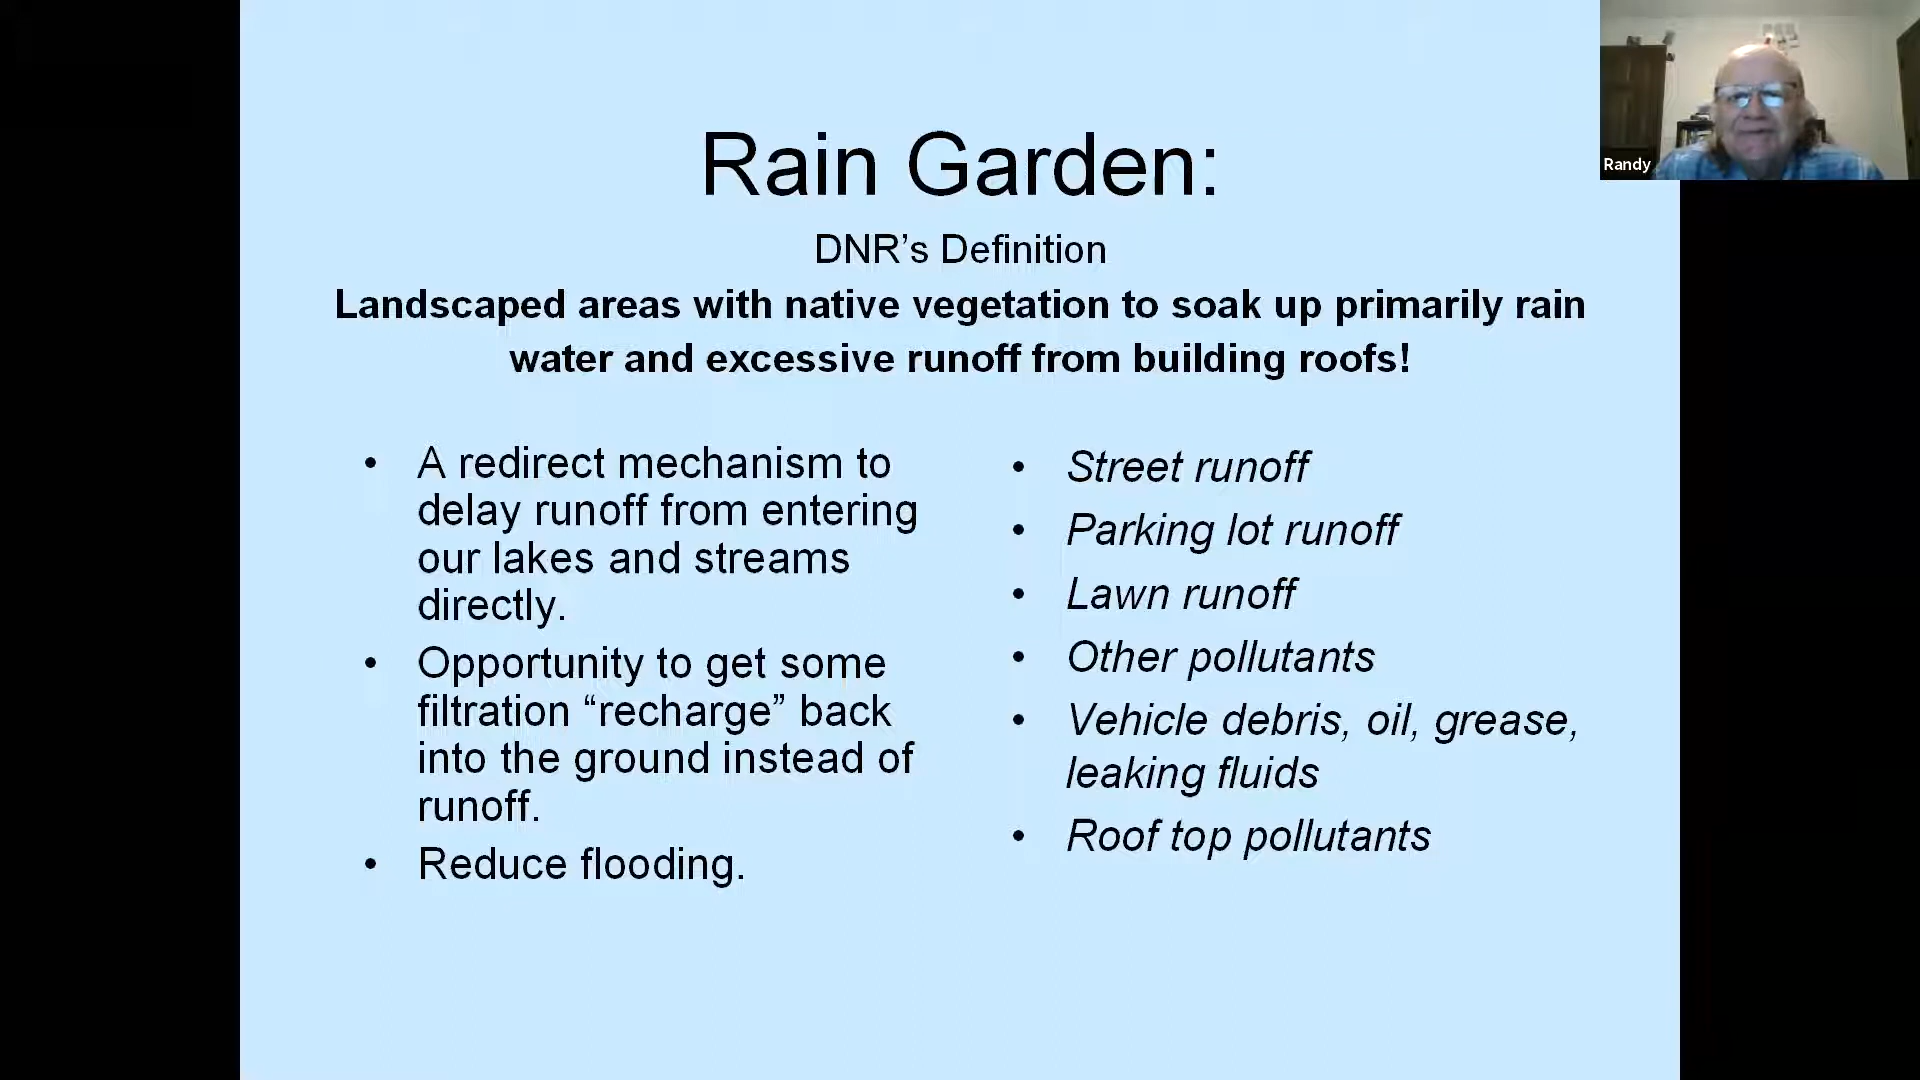 Rain Garden:
DNR’s Definition
Landscaped areas with native vegetation to soak up primarily rain
water and excessive runoff from building roofs!
• A redirect mechanism to
delay runoff from entering
our lakes and streams
directly.
• Opportunity to get some
filtration “recharge” back
into the ground instead of
runoff.
• Reduce flooding.
• Street runoff
• Parking lot runoff
• Lawn runoff
• Other pollutants
• Vehicle debris, oil, grease,
leaking fluids
• Roof top pollutants
Randy